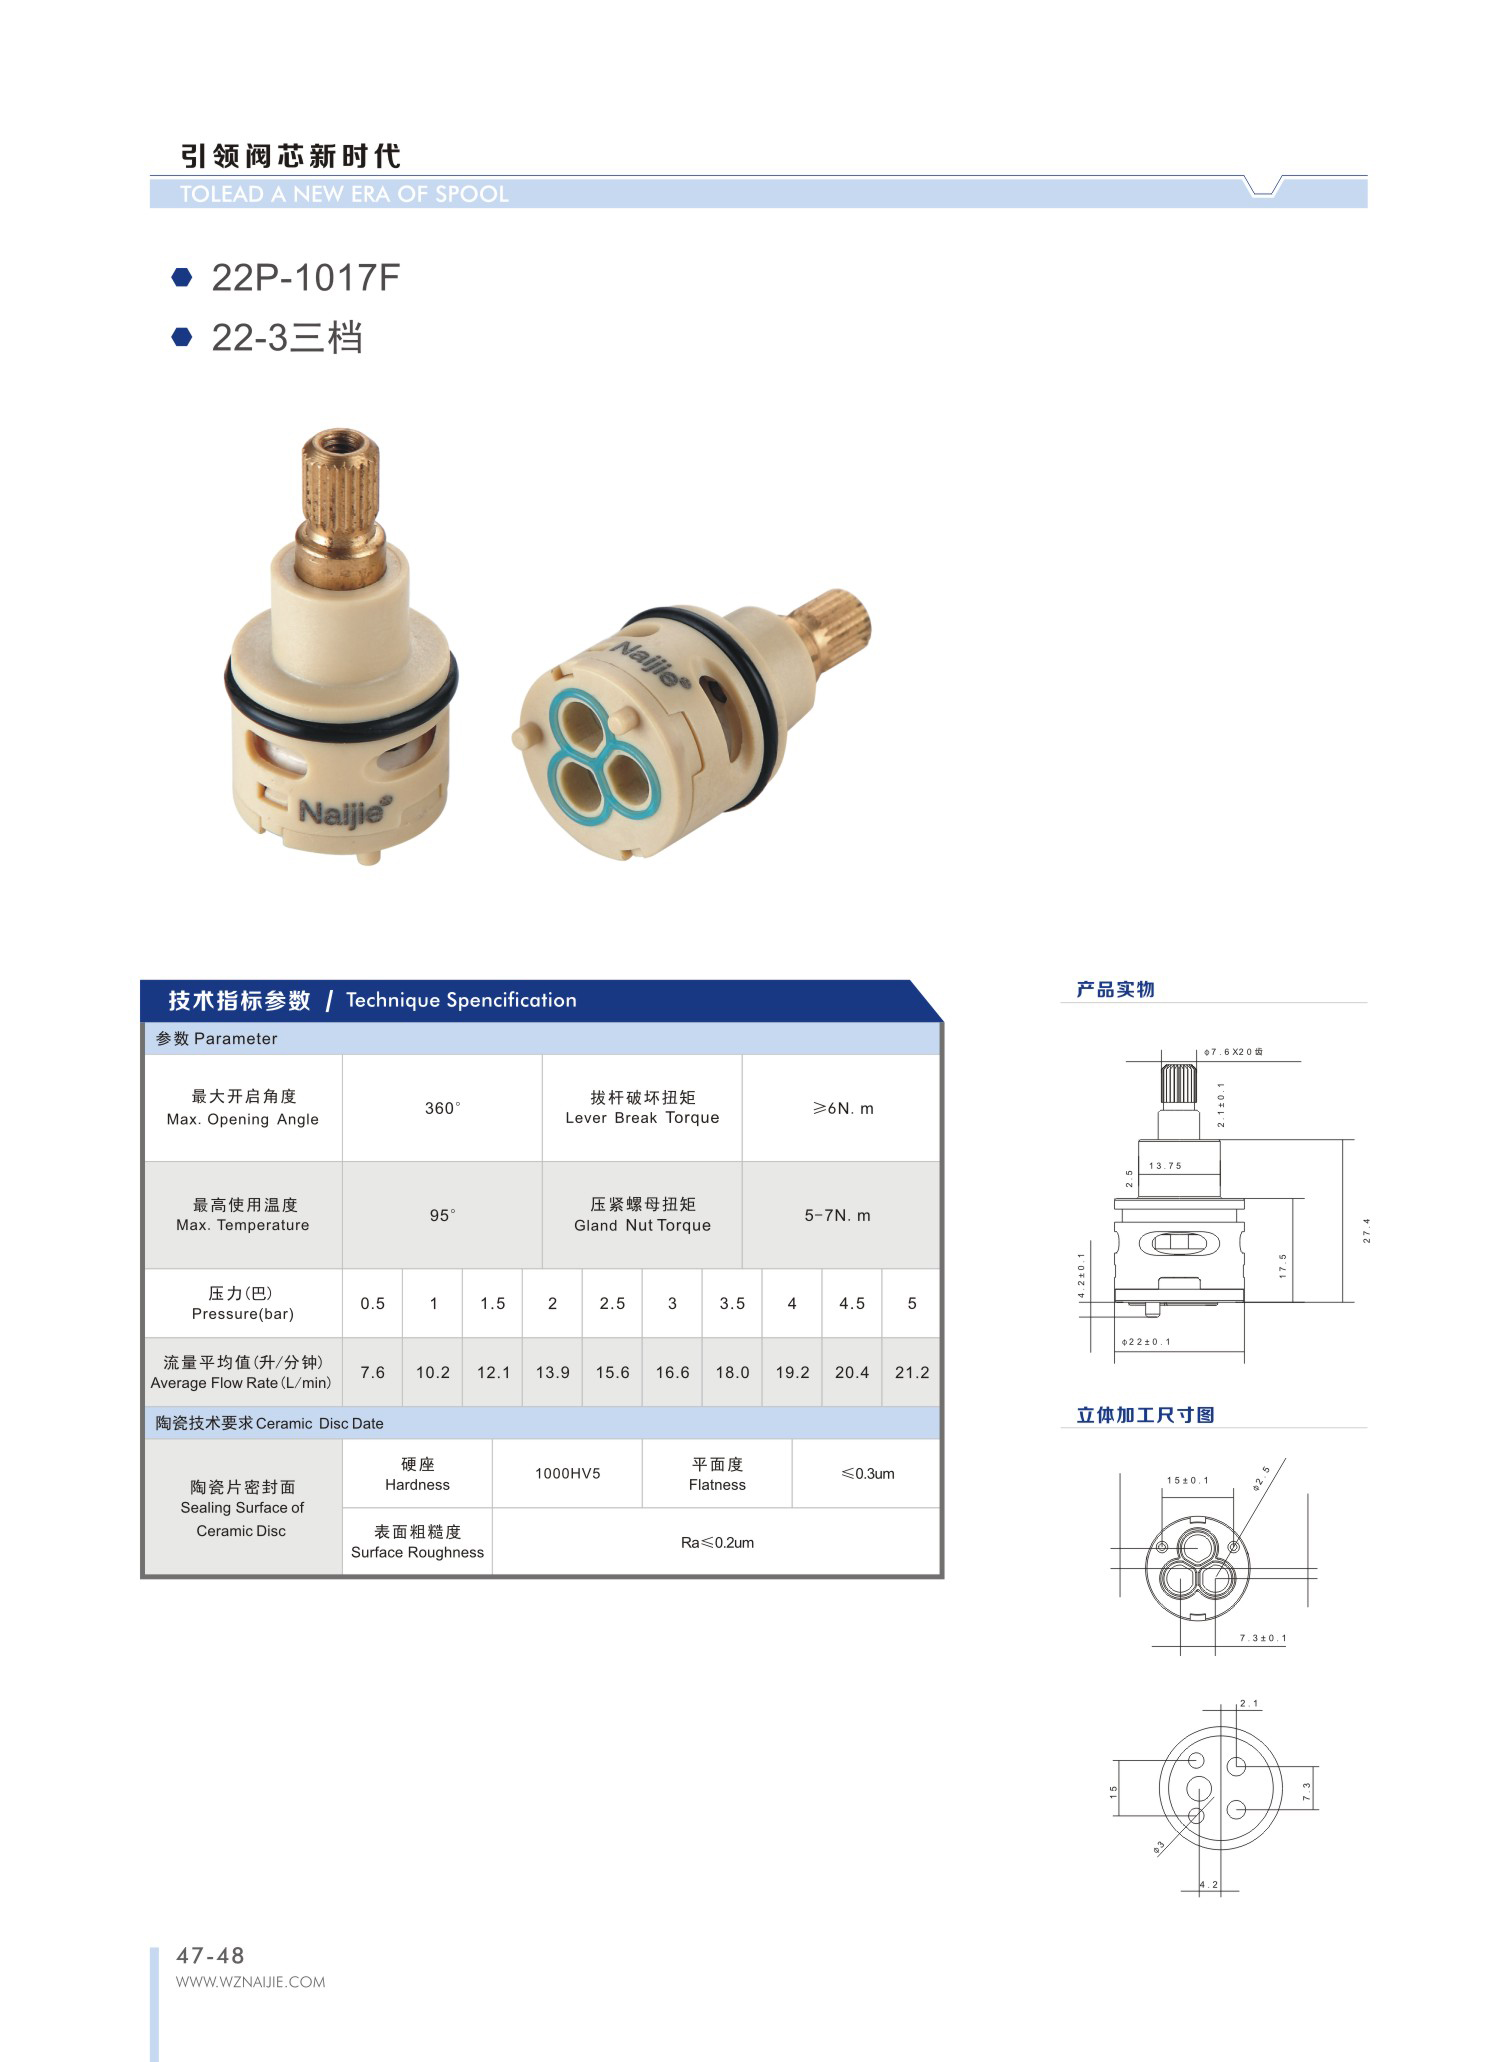 引领阀芯新时代
TOLEAD A NEW ERA OF SPOOL
22P-1017F
22-3三档
Naijie
Naijie
技术指标参数 / Technique Spencification
参数 Parameter
最大开启角度
Max. Opening Angle
360°
拔杆破坏扭矩
Lever Break Torque
≥6N. m
最高使用温度
Max. Temperature
95°
压紧螺母扭矩
Gland Nut Torque
5-7N. m
压力(巴)
Pressure(bar)
0.5 1 1.5 2 2.5 3 3.5 4 4.5 5
流量平均值(升/分钟)
Average Flow Rate(L/min)
7.6 10.2 12.1 13.9 15.6 16.6 18.0 19.2 20.4 21.2
陶瓷技术要求Ceramic Disc Date
陶瓷片密封面
Sealing Surface of
Ceramic Disc
硬座
Hardness
1000HV5
平面度
Flatness
≤0.3um
表面粗糙度
Surface Roughness
Ra≤0.2um
产品实物
φ7.6X20齿
2.1±0.1
13.75
2.5
27.4
17.5
4.2±0.1
φ22±0.1
立体加工尺寸图
15±0.1
φ2.5
7.3±0.1
2.1
15
7.3
φ3
4.2
47-48
WWW.WZNAIJIE.COM